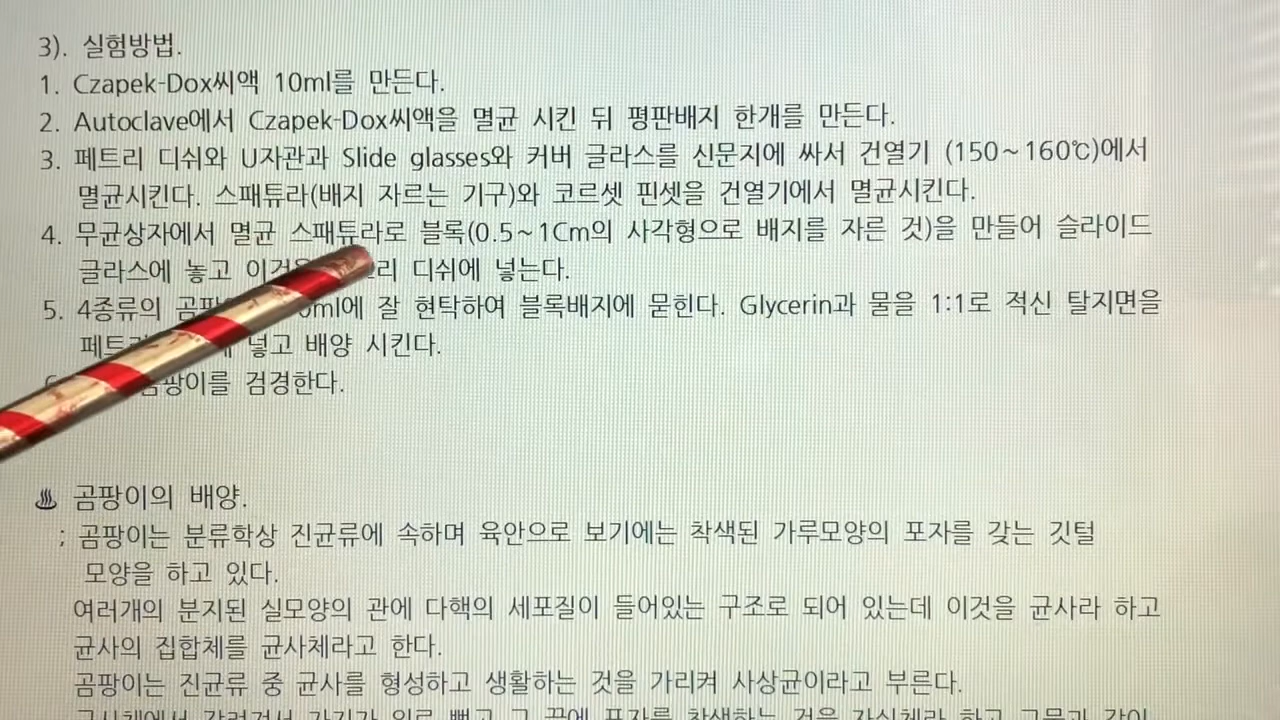 3). 실험방법.
1. Czapek-Dox씨액 10ml를 만든다.
2. Autoclave에서 Czapek-Dox씨액을 멸균 시킨 뒤 평판배지 한개를 만든다.
3. 페트리 디쉬와 U자관과 Slide glasses와 커버 글라스를 신문지에 싸서 건열기 (150~160℃)에서
멸균시킨다. 스패튜라(배지 자르는 기구)와 코르셋 핀셋을 건열기에서 멸균시킨다.
4. 무균상자에서 멸균 스패튜라로 블록(0.5~1Cm의 사각형으로 배지를 자른 것)을 만들어 슬라이드
글라스에 놓고 디쉬에 넣는다.
5. 4종류의 잘 현탁하여 블록배지에 묻힌다. Glycerin과 물을 1:1로 적신 탈지면을
넣고 배양 시킨다.
곰팡이를 검경한다.
♨ 곰팡이의 배양.
; 곰팡이는 분류학상 진균류에 속하며 육안으로 보기에는 착색된 가루모양의 포자를 갖는 깃털
모양을 하고 있다.
여러개의 분지된 실모양의 관에 다핵의 세포질이 들어있는 구조로 되어 있는데 이것을 균사라 하고
균사의 집합체를 균사체라고 한다.
곰팡이는 진균류 중 균사를 형성하고 생활하는 것을 가리켜 사상균이라고 부른다.